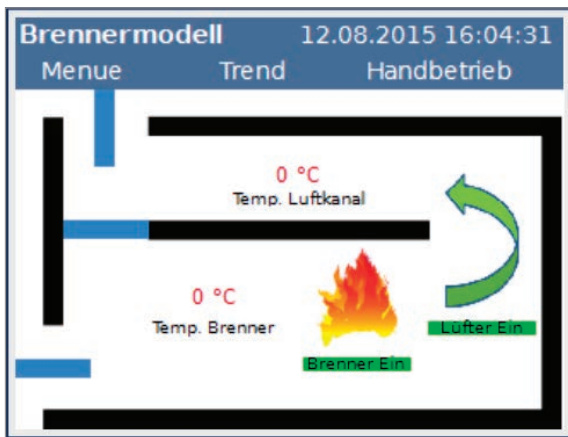 Brennermodell 12.08.2015 16:04:31
Menue Trend Handbetrieb
0 °C
Temp. Luftkanal
0 °C
Temp. Brenner
Lüfter Ein
Brenner Ein